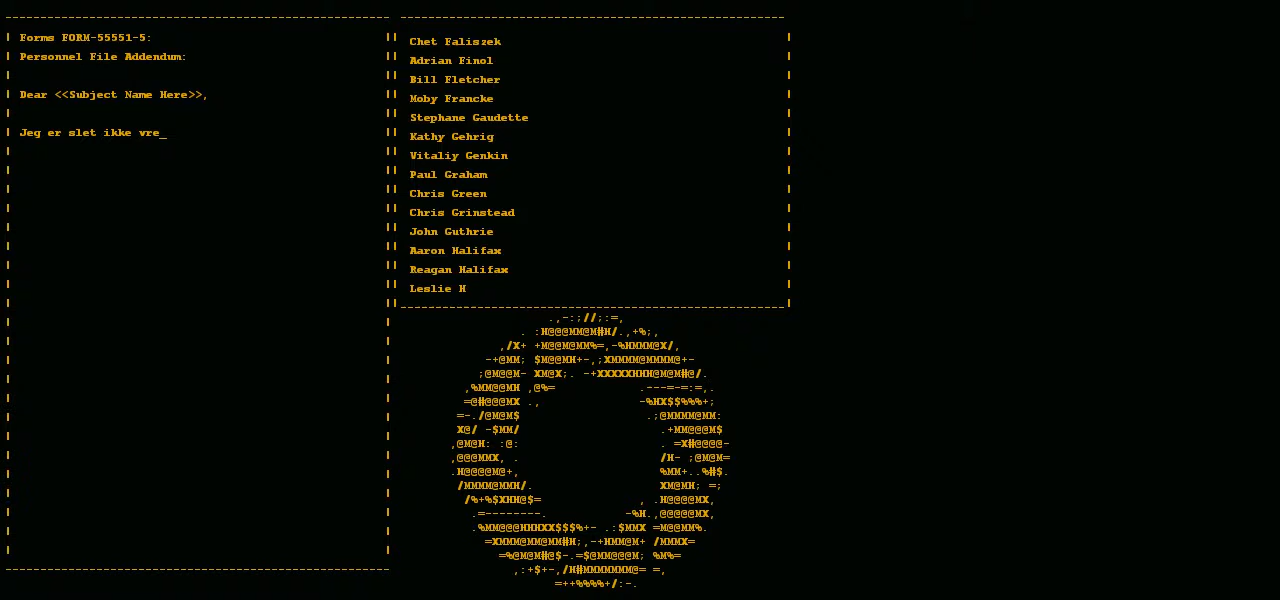 Forms FORM-55551-5:
Personnel File Addendum:
Dear <<Subject Name Here>>,
Jeg er slet ikke vre_
Chet Faliszek
Adrian Finol
Bill Fletcher
Moby Francke
Stephane Gaudette
Kathy Gehrig
Vitaliy Genkin
Paul Graham
Chris Green
Chris Grinstead
John Guthrie
Aaron Halifax
Reagan Halifax
Leslie H